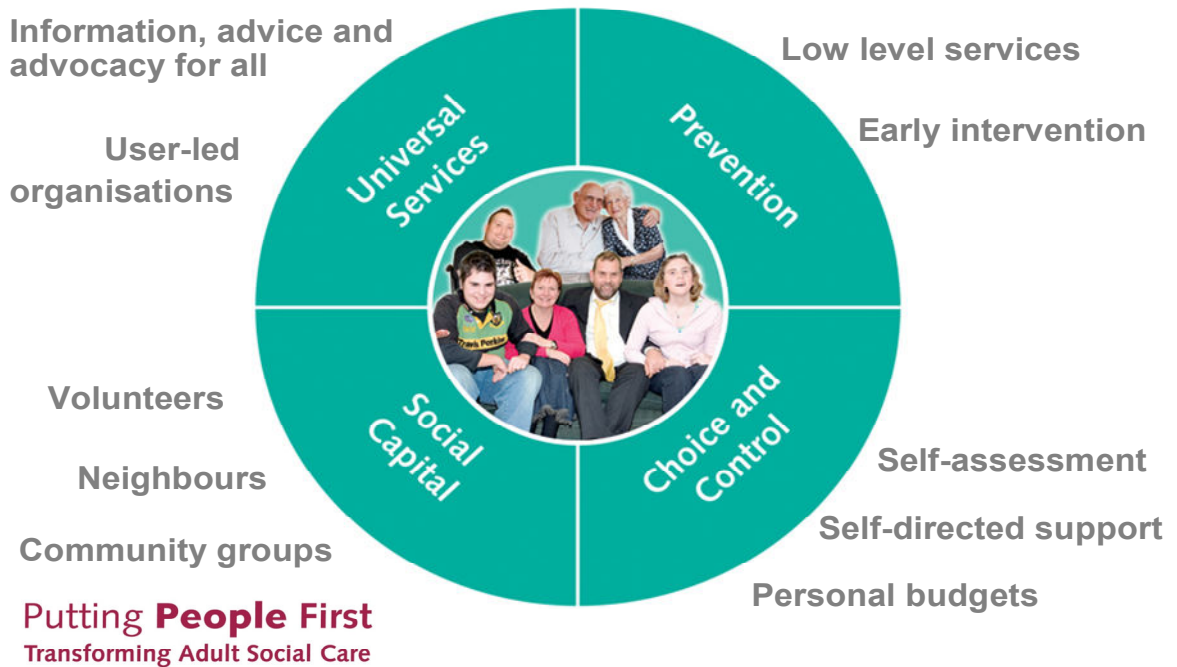 Information, advice and
advocacy for all
User-led
organisations
Universal
Services
Low level services
Early intervention
Prevention
Travis Perkins
Volunteers
Neighbours
Community groups
Social
Capital
Choice and
Control
Self-assessment
Self-directed support
Personal budgets
Putting People First
Transforming Adult Social Care